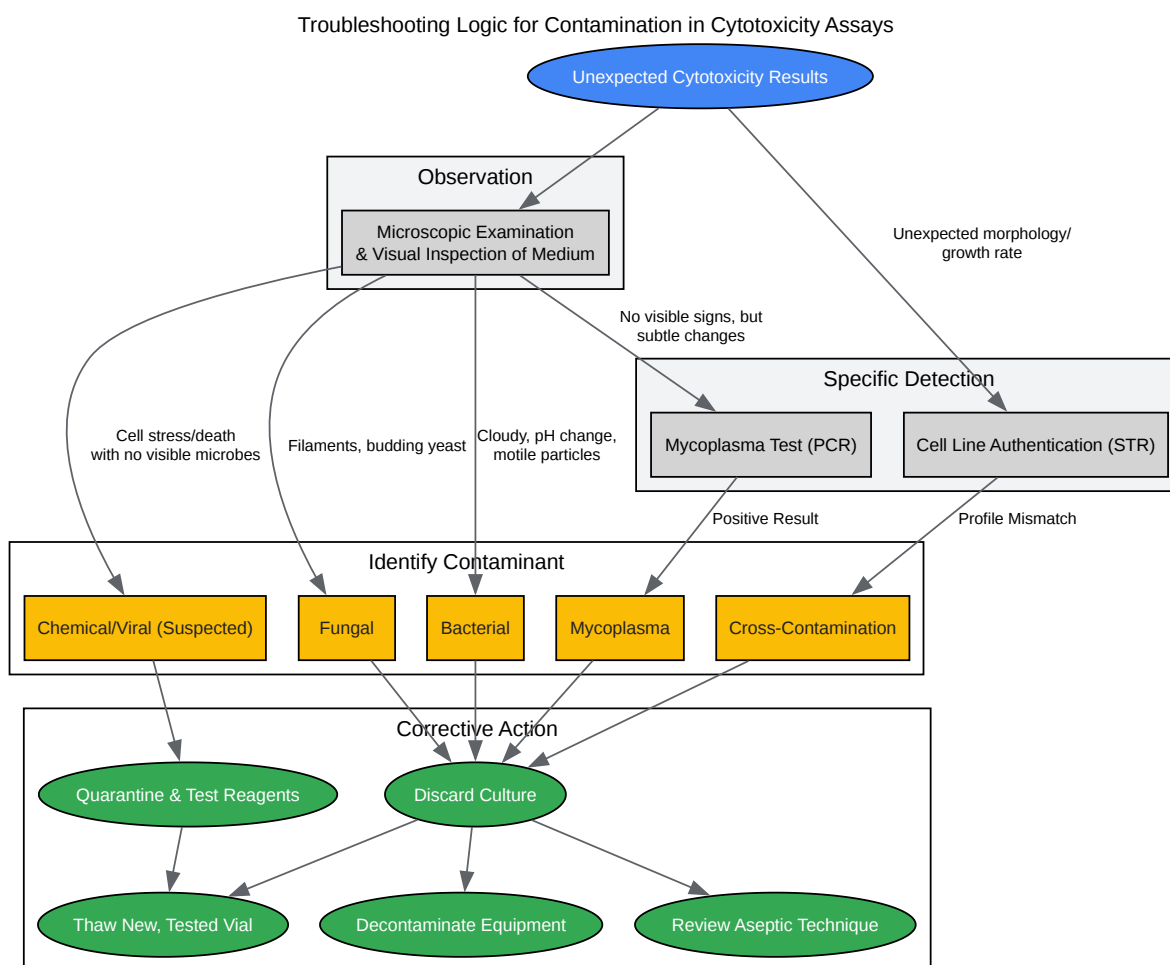 Troubleshooting Logic for Contamination in Cytotoxicity Assays
Unexpected Cytotoxicity Results
Observation
Microscopic Examination
& Visual Inspection of Medium
Unexpected morphology/
growth rate
No visible signs, but
subtle changes
Specific Detection
Mycoplasma Test (PCR)
Cell Line Authentication (STR)
Cell stress/death
with no visible microbes
Filaments, budding yeast
Cloudy, pH change,
motile particles
Positive Result
Profile Mismatch
Identify Contaminant
Chemical/Viral (Suspected)
Fungal
Bacterial
Mycoplasma
Cross-Contamination
Corrective Action
Quarantine & Test Reagents
Discard Culture
Thaw New, Tested Vial
Decontaminate Equipment
Review Aseptic Technique